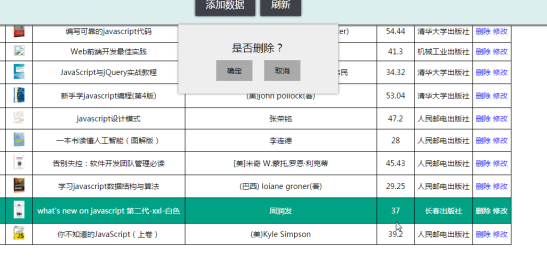 添加数据 刷新
编写可靠的javascript代码 er) 54.44 清华大学出版社 删除 修改
Web前端开发最佳实践 41.3 机械工业出版社 删除 修改
JavaScript与jQuery实战教程 民 34.32 清华大学出版社 删除 修改
是否删除？
确定 取消
新手学javascript编程(第4版) (美)john pollock(著) 53.04 清华大学出版社 删除 修改
javascript设计模式 张荣铭 47.2 人民邮电出版社 删除 修改
一本书读懂人工智能（图解版） 李连德 28 人民邮电出版社 删除 修改
告别失控：软件开发团队管理必读 [美]米奇 W.蒙托,罗恩·利克蒂 45.43 人民邮电出版社 删除 修改
学习javascript数据结构与算法 (巴西) loiane groner(著) 29.25 人民邮电出版社 删除 修改
what's new on javascript 第二代-xxl-白色 周润发 37 长春出版社 删除 修改
你不知道的JavaScript（上卷） (美)Kyle Simpson 39.2 人民邮电出版社 删除 修改